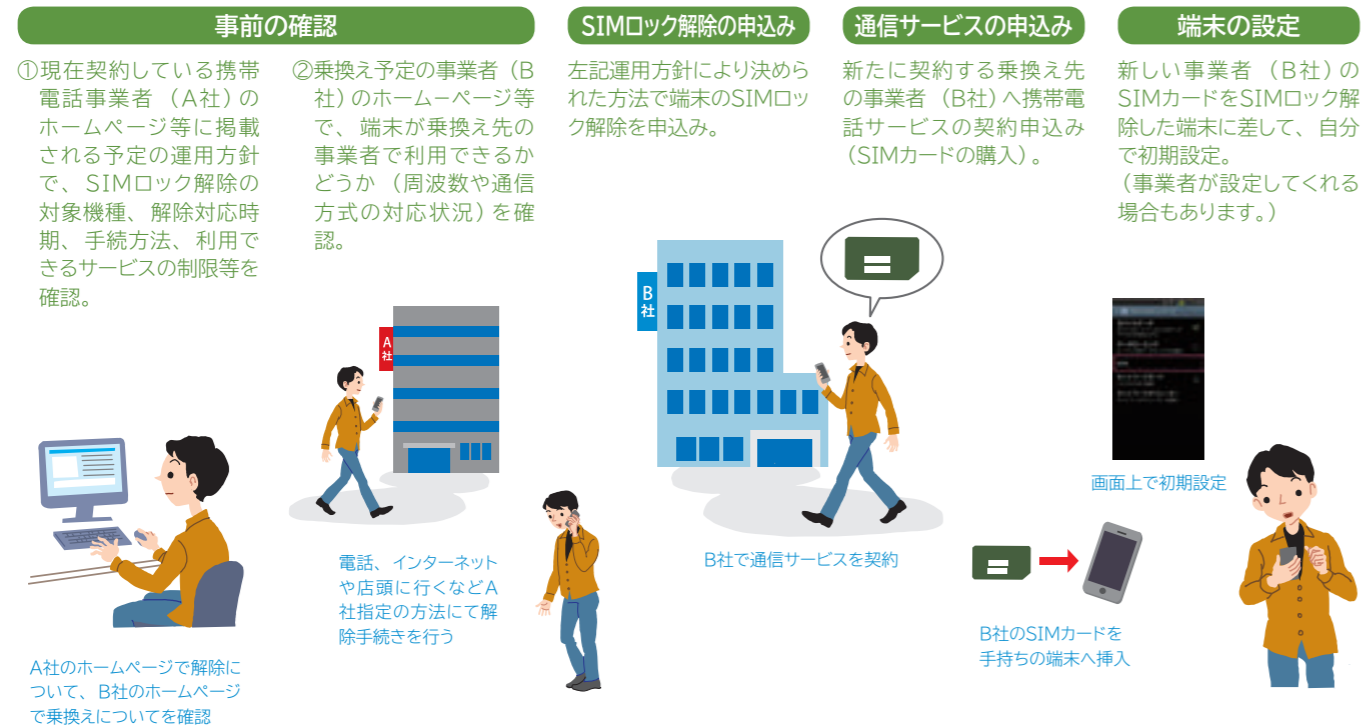 事前の確認
①現在契約している携帯
電話事業者（A社）の
ホームページ等に掲載
される予定の運用方針
で、SIMロック解除の
対象機種、解除対応時
期、手続方法、利用で
きるサービスの制限等を
確認。
②乗換え予定の事業者（B
社）のホームーページ等
で、端末が乗換え先の
事業者で利用できるか
どうか（周波数や通信
方式の対応状況）を確
認。
SIMロック解除の申込み
左記運用方針により決めら
れた方法で端末のSIMロッ
ク解除を申込み。
通信サービスの申込み
新たに契約する乗換え先
の事業者（B社）へ携帯電
話サービスの契約申込み
（SIMカードの購入）。
端末の設定
新しい事業者（B社）の
SIMカードをSIMロック解
除した端末に差して、自分
で初期設定。
（事業者が設定してくれる
場合もあります。）
A社のホームページで解除に
ついて、B社のホームページ
で乗換えについてを確認
A社
電話、インターネット
や店頭に行くなどA
社指定の方法にて解
除手続きを行う
B社
B社で通信サービスを契約
画面上で初期設定
B社のSIMカードを
手持ちの端末へ挿入